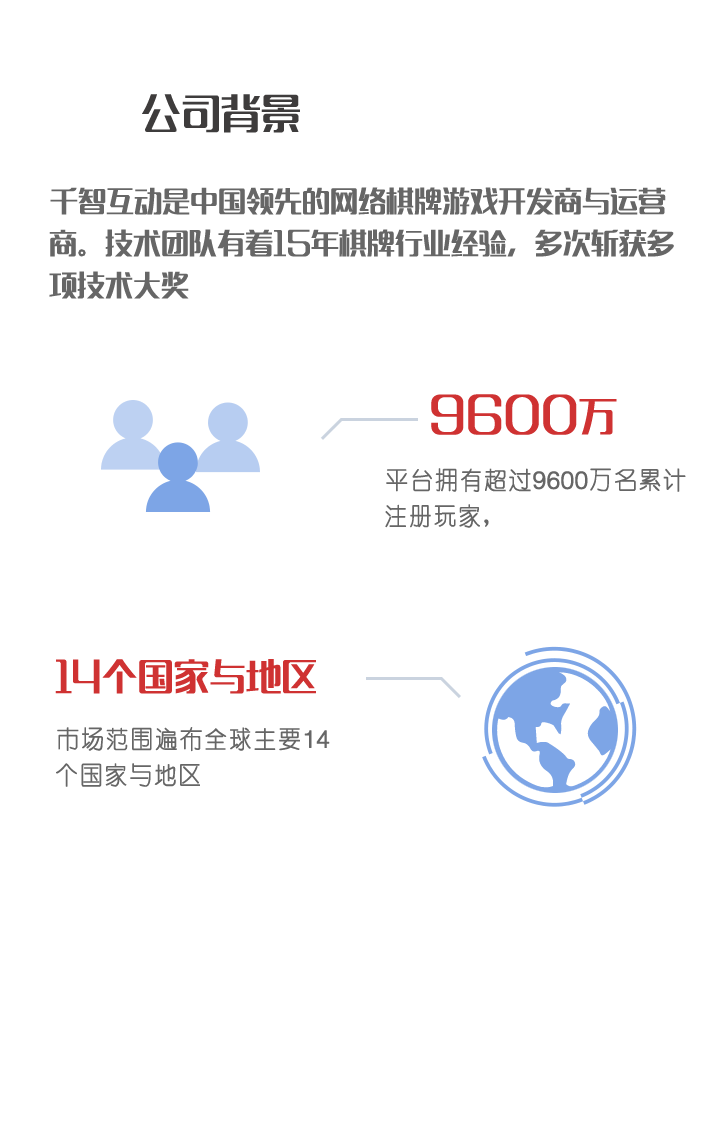 公司背景
千智互动是中国领先的网络棋牌游戏开发商与运营
商。技术团队有着15年棋牌行业经验，多次斩获多
项技术大奖
9600万
平台拥有超过9600万名累计
注册玩家，
14个国家与地区
市场范围遍布全球主要14
个国家与地区